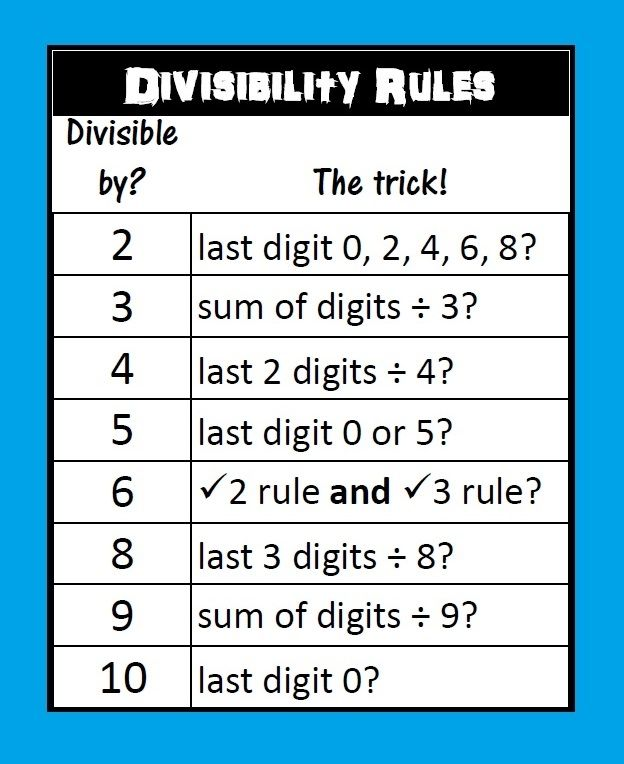 Divisibility Rules
Divisible
by? The trick!
2 last digit 0, 2, 4, 6, 8?
3 sum of digits ÷ 3?
4 last 2 digits ÷ 4?
5 last digit 0 or 5?
6 ✓2 rule and ✓3 rule?
8 last 3 digits ÷ 8?
9 sum of digits ÷ 9?
10 last digit 0?